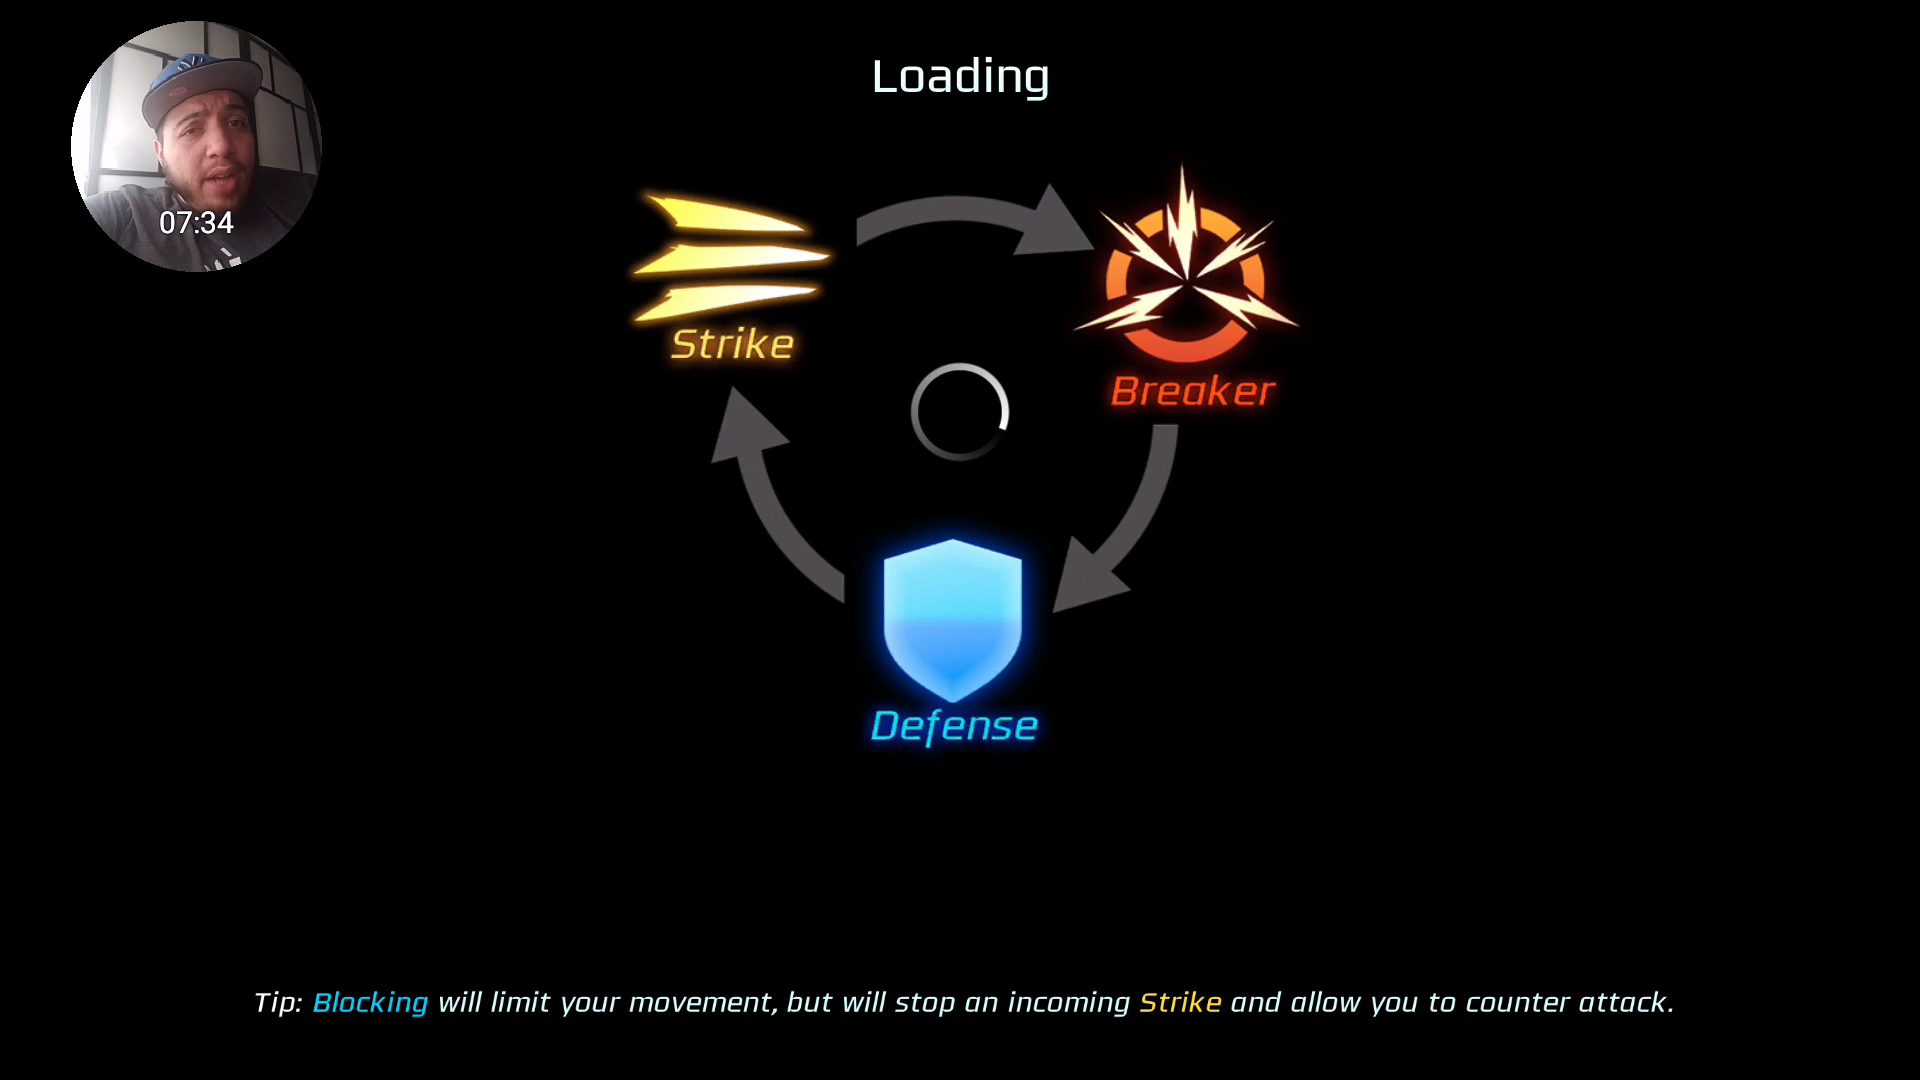 Loading
07:34
Strike
Breaker
Defense
Tip: Blocking will limit your movement, but will stop an incoming Strike and allow you to counter attack.